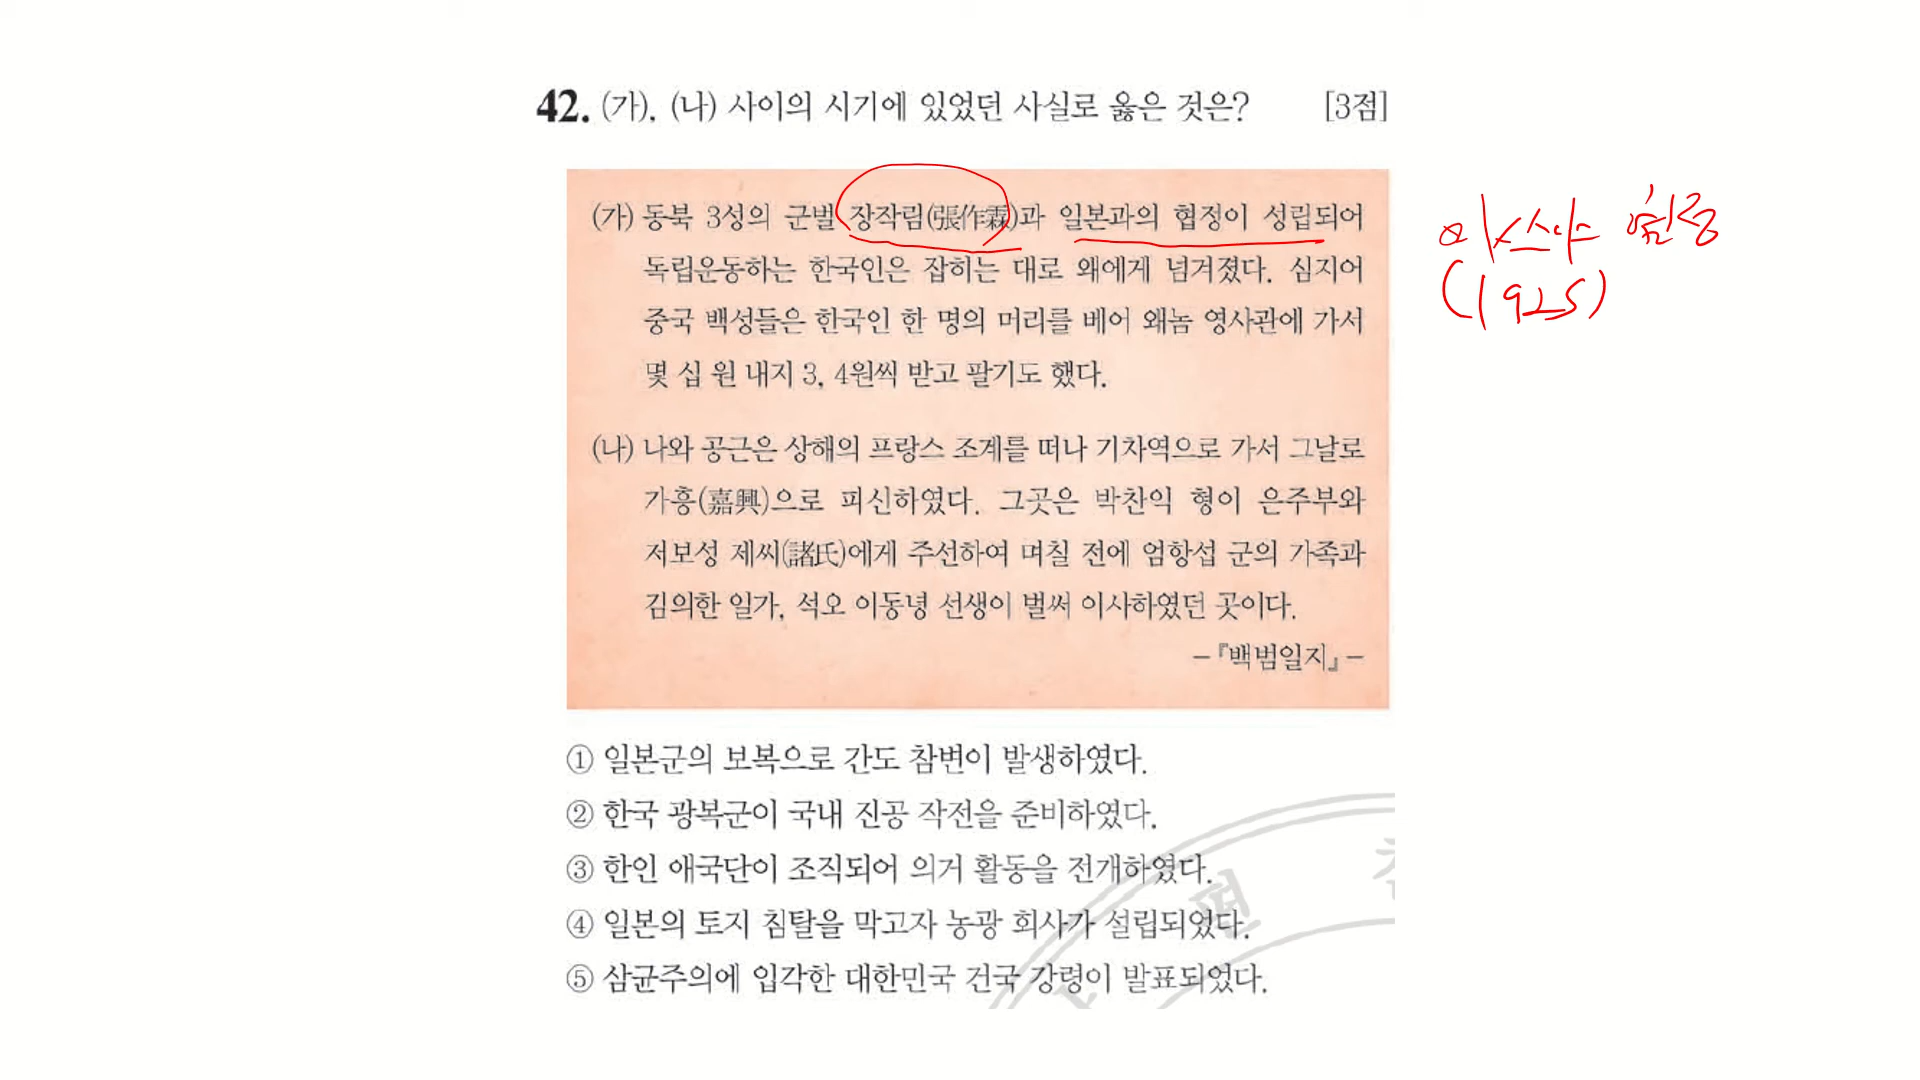 42. (가), (나) 사이의 시기에 있었던 사실로 옳은 것은? [3점]
(가) 동북 3성의 군벌 장작림(張作霖)과 일본과의 협정이 성립되어
독립운동하는 한국인은 잡히는 대로 왜에게 넘겨졌다. 심지어
중국 백성들은 한국인 한 명의 머리를 베어 왜놈 영사관에 가서
몇 십 원 내지 3, 4원씩 받고 팔기도 했다.
(나) 나와 공근은 상해의 프랑스 조계를 떠나 기차역으로 가서 그날로
가흥(嘉興)으로 피신하였다. 그곳은 박찬익 형이 은주부와
저보성 제씨(諸氏)에게 주선하여 며칠 전에 엄항섭 군의 가족과
김의한 일가, 석오 이동녕 선생이 벌써 이사하였던 곳이다.
-『백범일지』-
① 일본군의 보복으로 간도 참변이 발생하였다.
② 한국 광복군이 국내 진공 작전을 준비하였다.
③ 한인 애국단이 조직되어 의거 활동을 전개하였다.
④ 일본의 토지 침탈을 막고자 농광 회사가 설립되었다.
⑤ 삼균주의에 입각한 대한민국 건국 강령이 발표되었다.
미쓰야 협정
(1925)
편